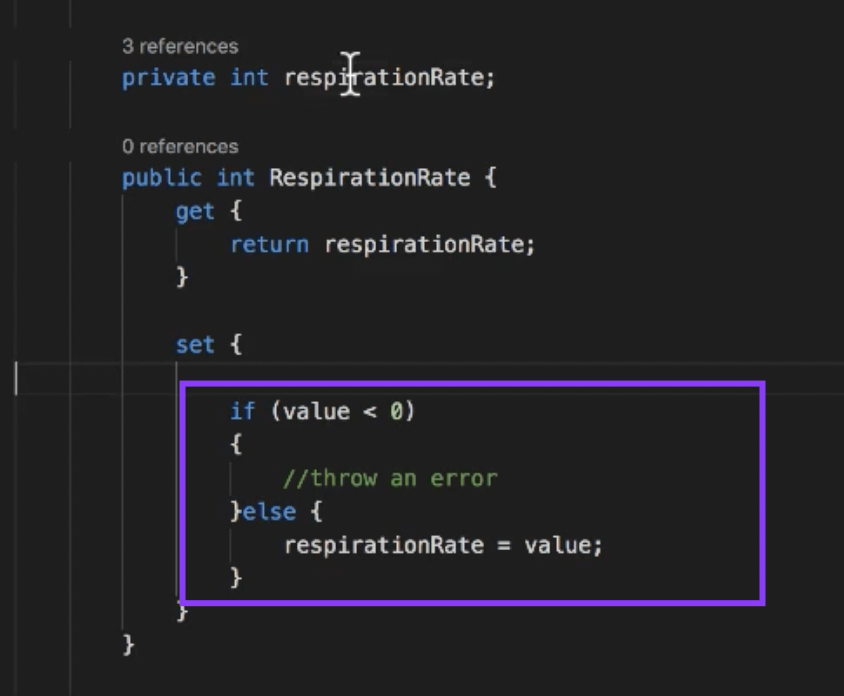 3 references
private int respirationRate;
0 references
public int RespirationRate {
get {
return respirationRate;
}
set {
if (value < 0)
{
//throw an error
}else {
respirationRate = value;
}
}
}